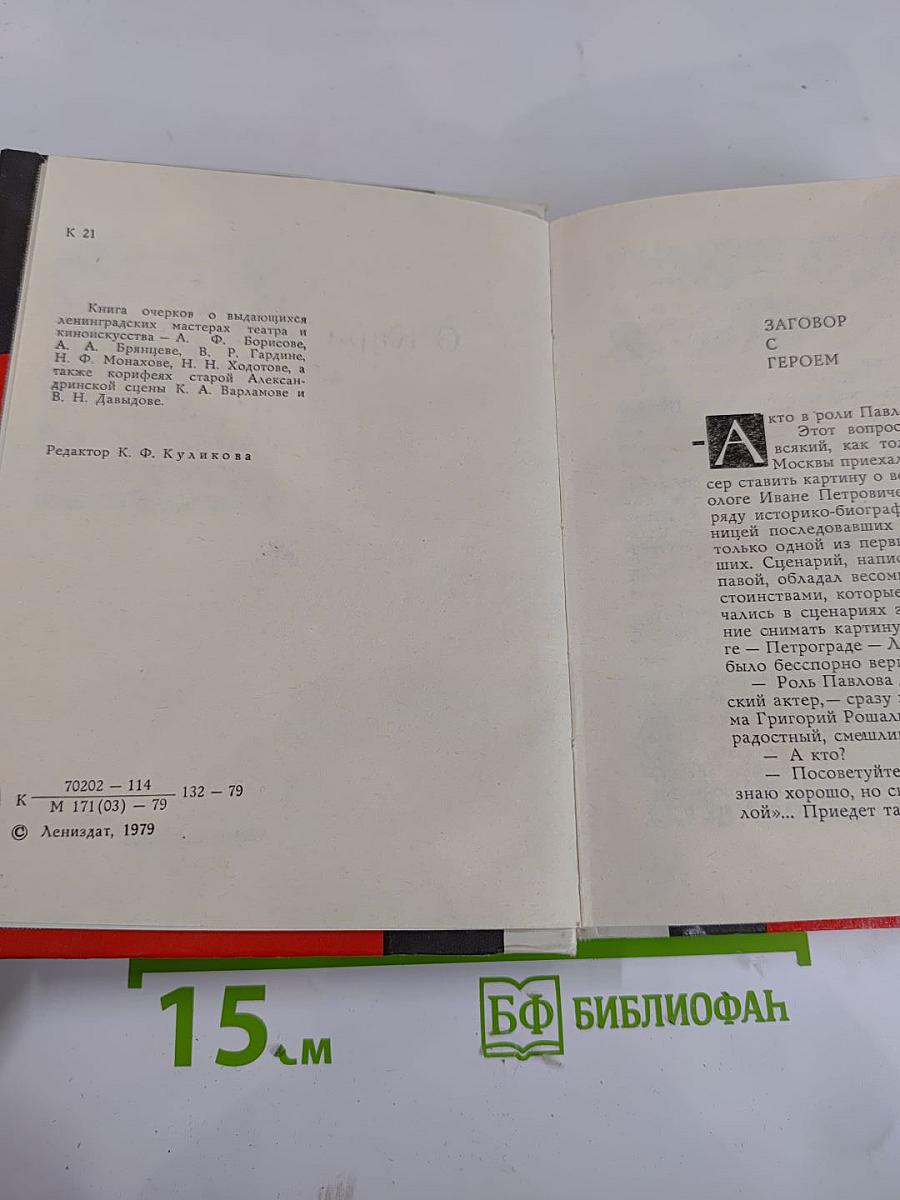 К 21
Книга очерков о выдающихся
ленинградских мастерах театра и
киноискусства — А. Ф. Борисове,
А. А. Брянцеве, В. Р. Гардине,
Н. Ф. Монахове, Н. Н. Ходотове, а
также корифеях старой Алексан-
дринской сцены К. А. Варламове и
В. Н. Давыдове.
Редактор К. Ф. Куликова
К 70202 — 114
М 171(03) — 79
132 — 79
© Лениздат, 1979
ЗАГОВОР
С
ГЕРОЕМ
-А кто в роли Павл
Этот вопрос
всякий, как тол
Москвы приехал
сер ставить картину о ве
ологе Иване Петровиче
ряду историко-биограф
ницей последовавших
только одной из перв
ших. Сценарий, напис
павой, обладал весом
стоинствами, которые
чались в сценариях
ние снимать картину
ге — Петрограде — Л
было бесспорно вер
— Роль Павлова
ский актер,— сразу
ма Григорий Рошал
радостный, смешли
— А кто?
— Посоветуйте
знаю хорошо, но с
лой»... Приедет та
15 см
БФ БИБЛИОФАН